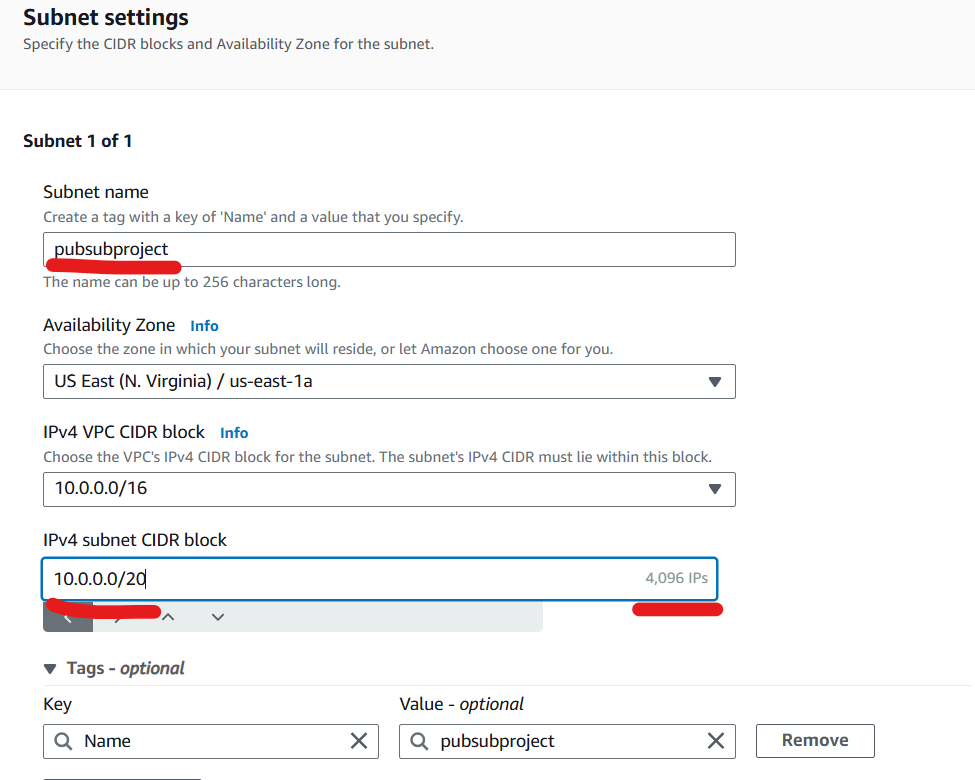 Subnet settings
Specify the CIDR blocks and Availability Zone for the subnet.
Subnet 1 of 1
Subnet name
Create a tag with a key of 'Name' and a value that you specify.
pubsubproject
The name can be up to 256 characters long.
Availability Zone Info
Choose the zone in which your subnet will reside, or let Amazon choose one for you.
US East (N. Virginia) / us-east-1a
IPv4 VPC CIDR block Info
Choose the VPC's IPv4 CIDR block for the subnet. The subnet's IPv4 CIDR must lie within this block.
10.0.0.0/16
IPv4 subnet CIDR block
10.0.0.0/20 4,096 IPs
Tags - optional
Key Value - optional
Name pubsubproject Remove